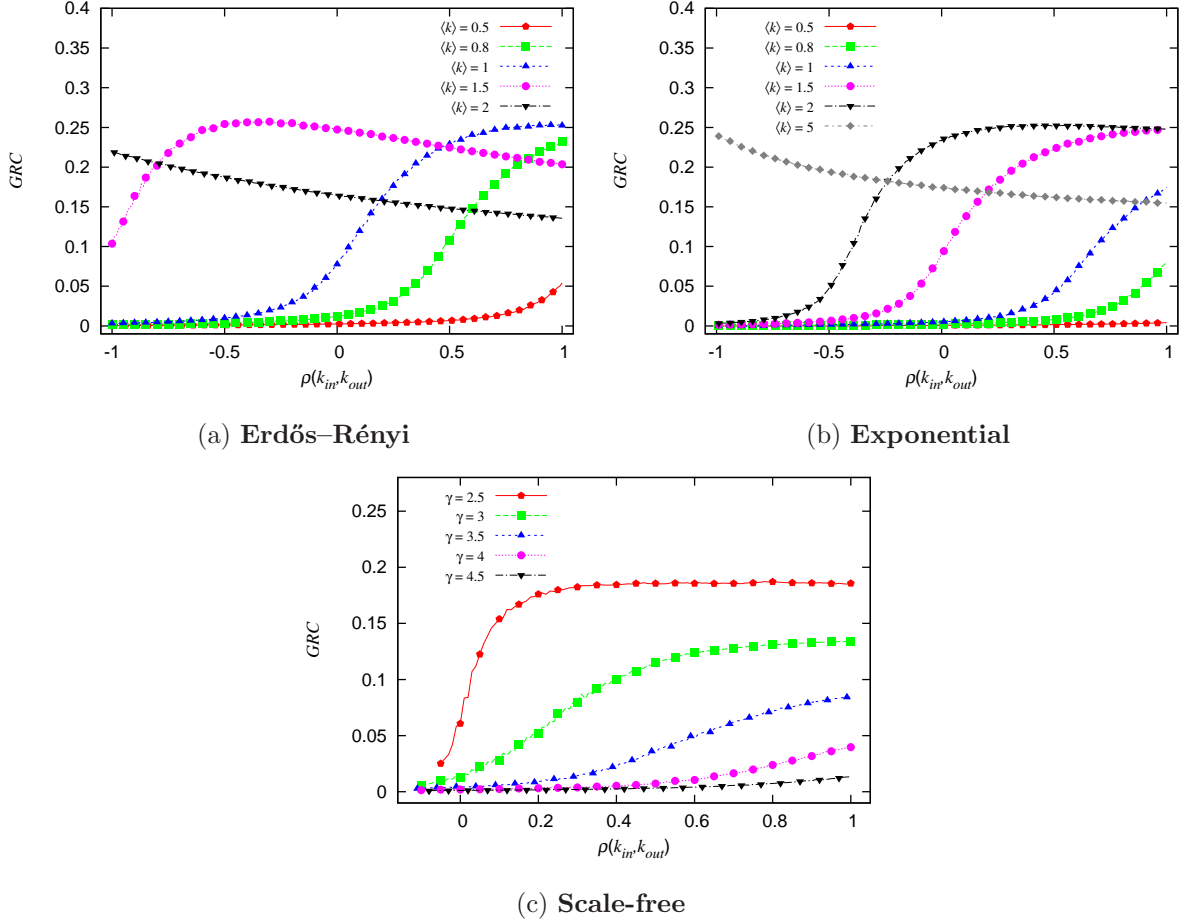 GRC
0.4
0.35
0.3
0.25
0.2
0.15
0.1
0.05
0
-1 -0.5 0 0.5 1
ρ(k_in,k_out)
⟨k⟩ = 0.5
⟨k⟩ = 0.8
⟨k⟩ = 1
⟨k⟩ = 1.5
⟨k⟩ = 2
(a) Erdős–Rényi
GRC
0.4
0.35
0.3
0.25
0.2
0.15
0.1
0.05
0
-1 -0.5 0 0.5 1
ρ(k_in,k_out)
⟨k⟩ = 0.5
⟨k⟩ = 0.8
⟨k⟩ = 1
⟨k⟩ = 1.5
⟨k⟩ = 2
⟨k⟩ = 5
(b) Exponential
GRC
0.25
0.2
0.15
0.1
0.05
0
0 0.2 0.4 0.6 0.8 1
ρ(k_in,k_out)
γ = 2.5
γ = 3
γ = 3.5
γ = 4
γ = 4.5
(c) Scale-free